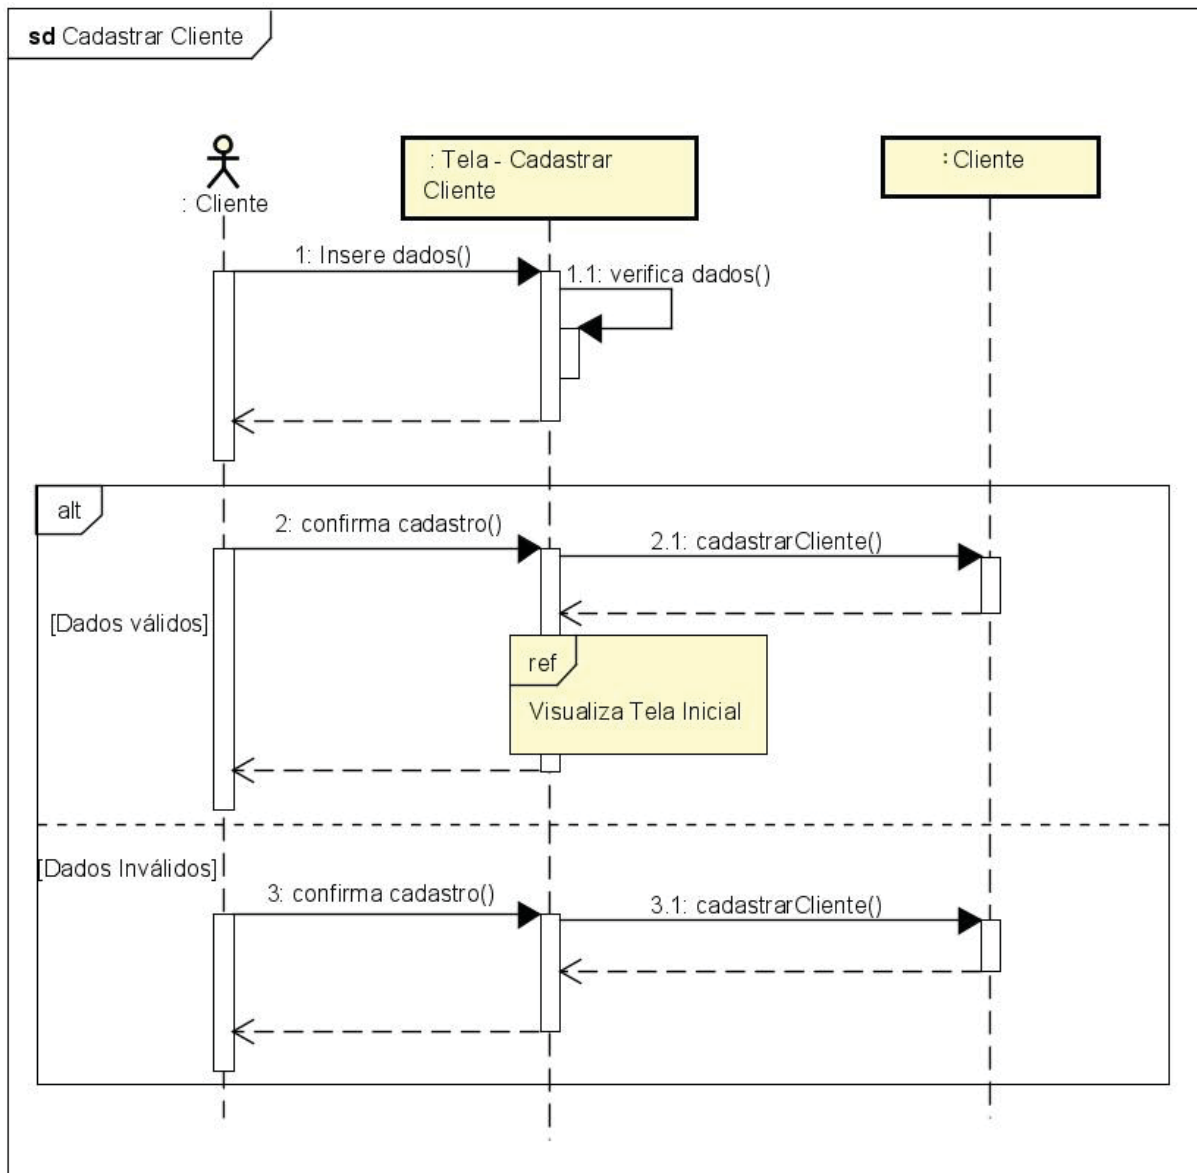 sd Cadastrar Cliente
: Cliente
: Tela - Cadastrar
Cliente
: Cliente
1: Insere dados()
1.1: verifica dados()
alt
2: confirma cadastro()
2.1: cadastrarCliente()
[Dados válidos]
ref
Visualiza Tela Inicial
[Dados Inválidos]
3: confirma cadastro()
3.1: cadastrarCliente()